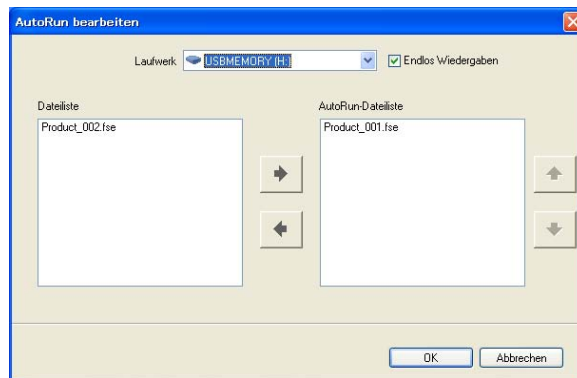 AutoRun bearbeiten
Laufwerk USBMEMORY (H:) Endlos Wiedergaben
Dateiliste AutoRun-Dateiliste
Product_002.fse Product_001.fse
OK Abbrechen